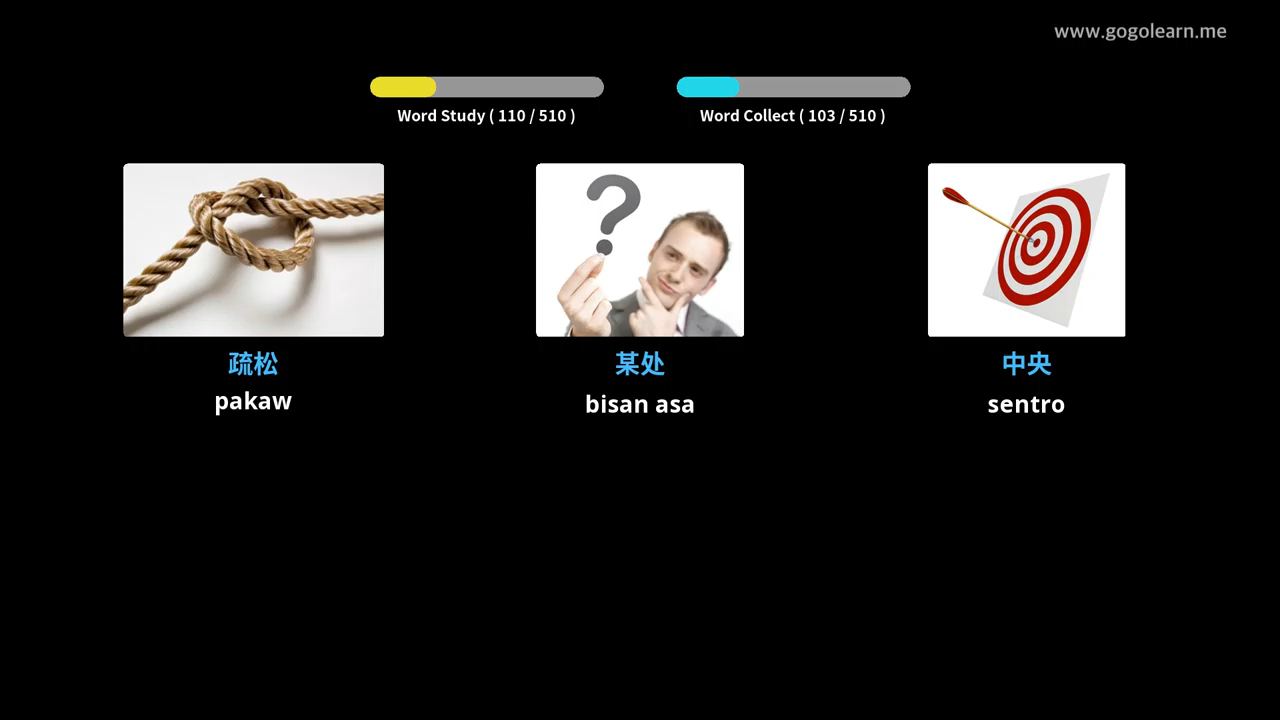 www.gogolearn.me
Word Study ( 110 / 510 )
Word Collect ( 103 / 510 )
疏松
某处
中央
pakaw
bisan asa
sentro